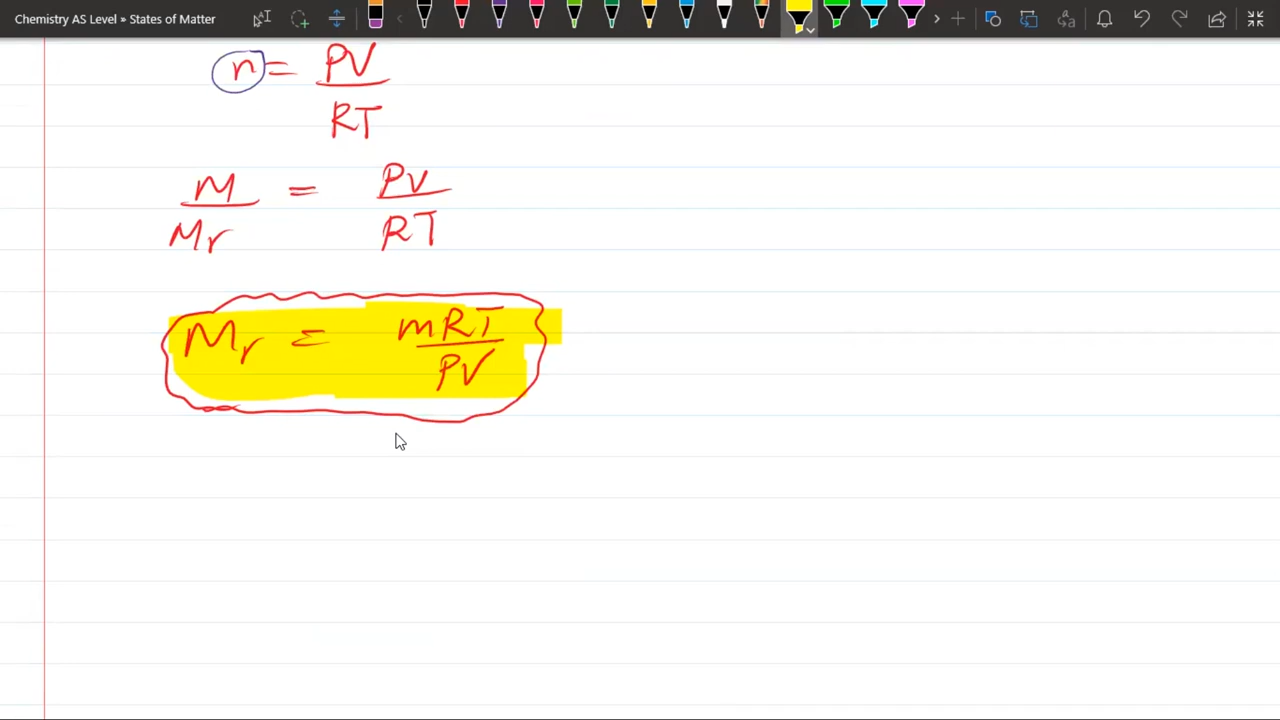 Chemistry AS Level » States of Matter
n = PV
RT
M = PV
Mr RT
Mr = mRT
PV